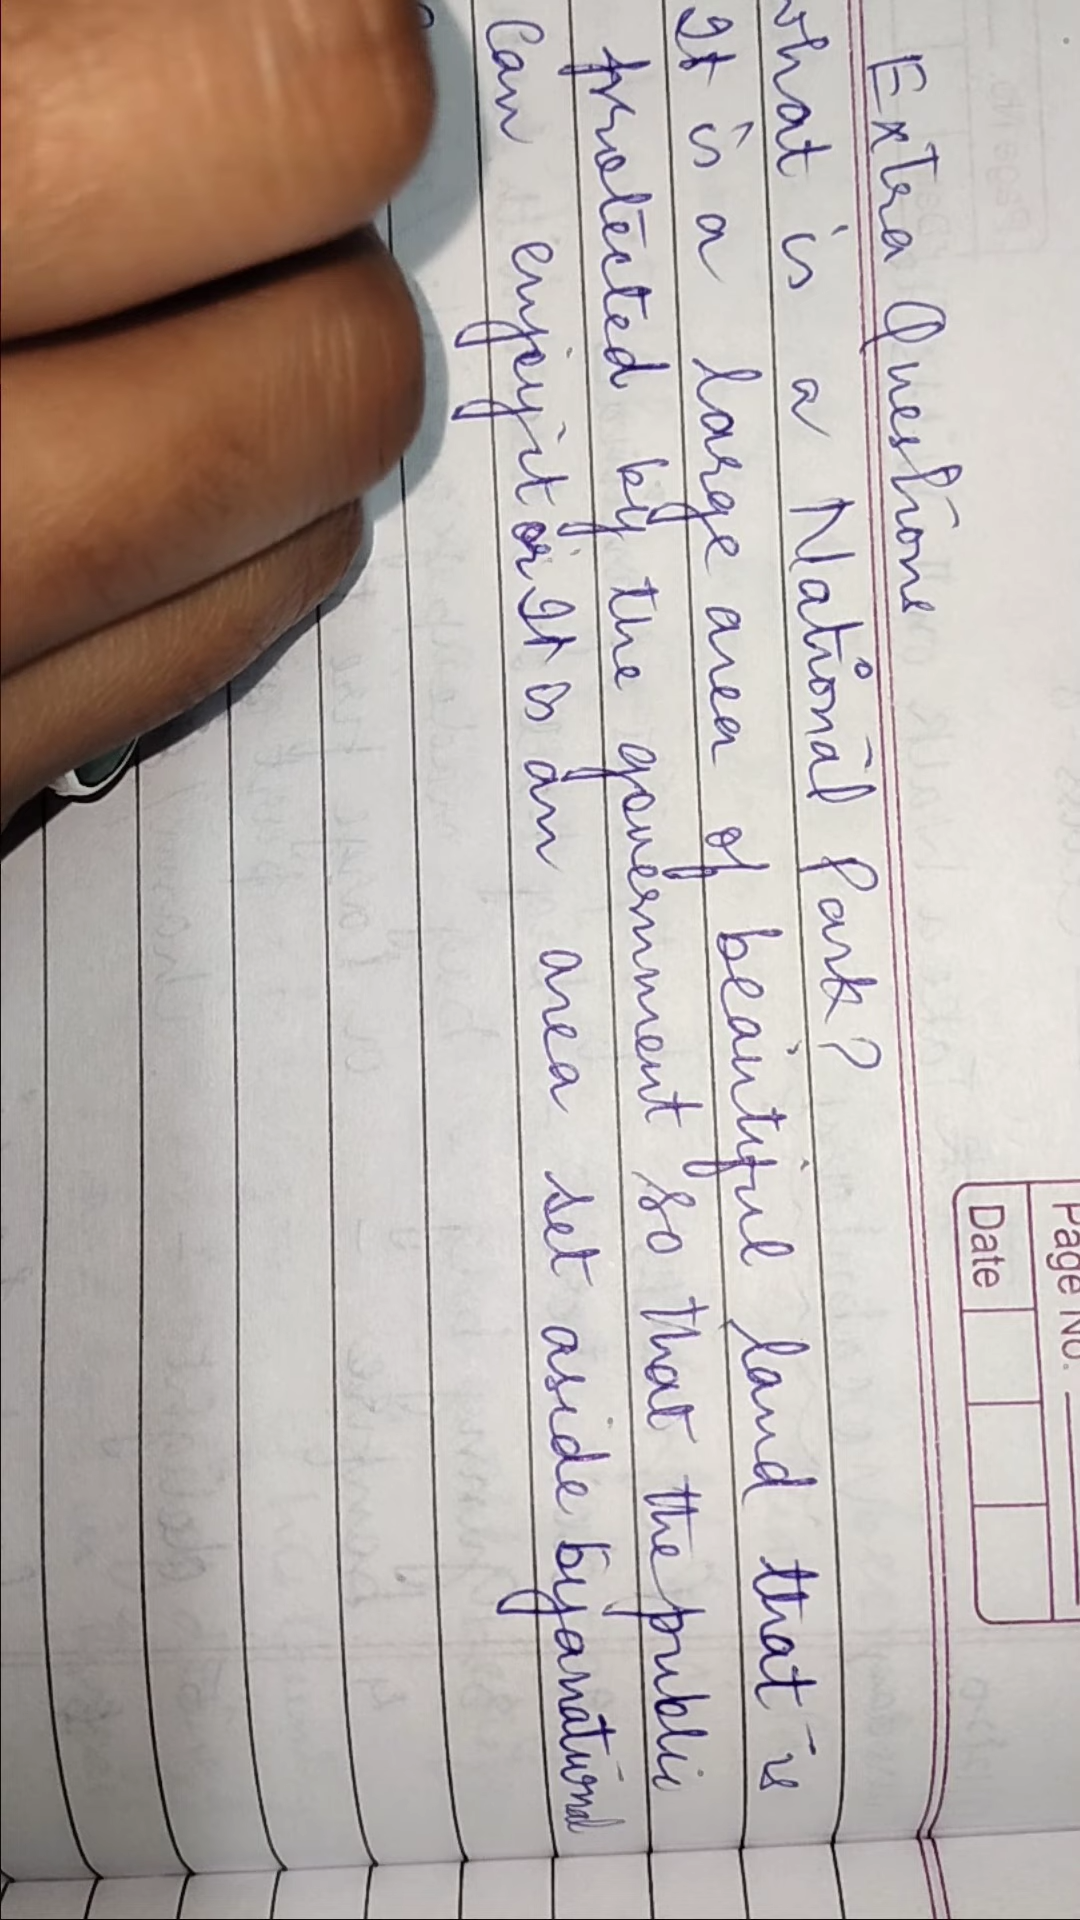 Page No.
Date
Extra Questions
what is a National Park?
It is a large area of beautiful land that is
protected by the government so that the public
Can enjoy it or It is an area set aside by a national